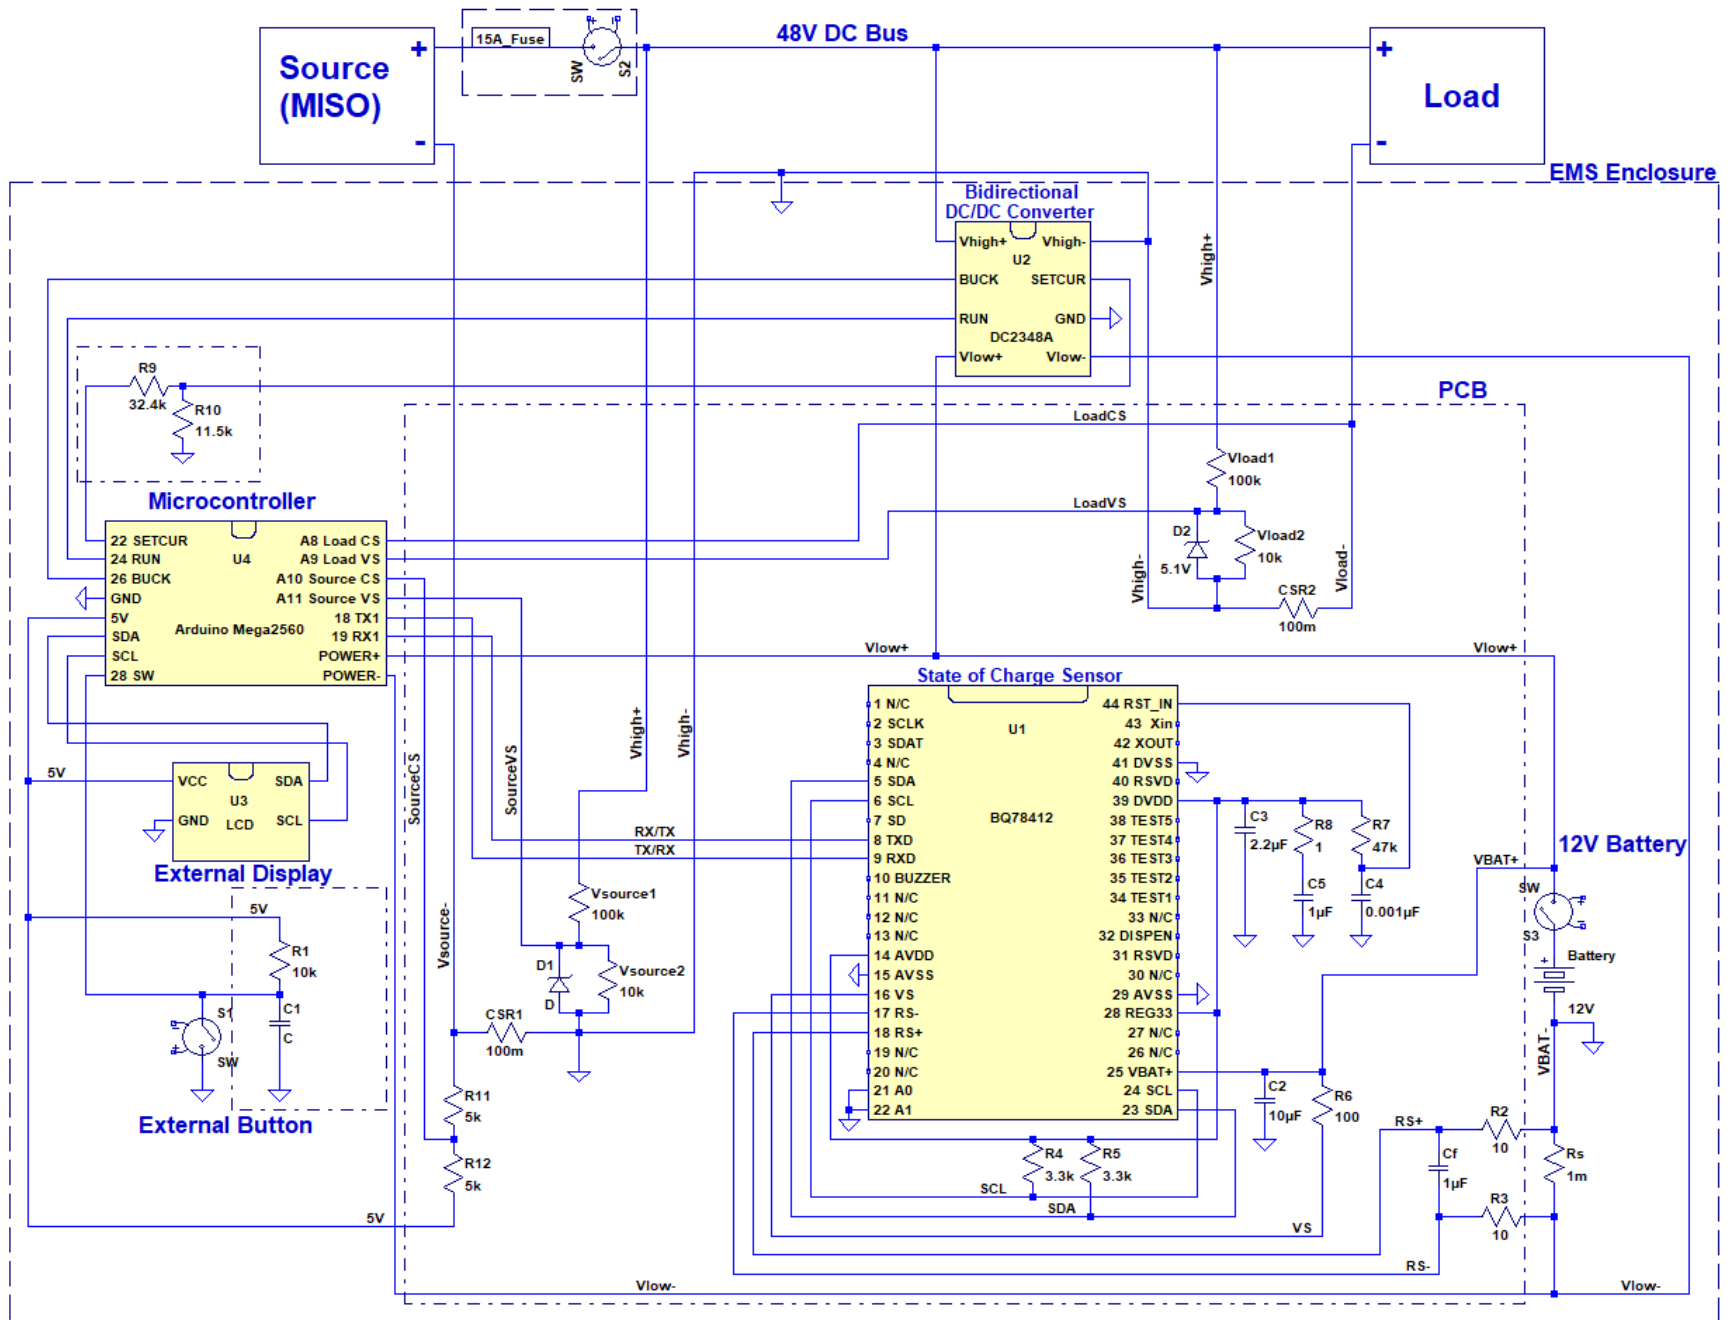 15A_Fuse
SW
S2
48V DC Bus
Source
(MISO)
+
-
+
-
Load
EMS Enclosure
Bidirectional
DC/DC Converter
Vhigh+
Vhigh-
U2
BUCK
SETCUR
RUN
GND
DC2348A
Vlow+
Vlow-
Vhigh+
R9
32.4k
R10
11.5k
PCB
LoadCS
Vload1
100k
LoadVS
D2
5.1V
Vload2
10k
Vhigh-
Vload-
CSR2
100m
Microcontroller
22 SETCUR
A8 Load CS
24 RUN
U4
A9 Load VS
26 BUCK
A10 Source CS
GND
A11 Source VS
5V
18 TX1
Arduino Mega2560
SDA
19 RX1
SCL
POWER+
28 SW
POWER-
Vlow+
Vlow+
State of Charge Sensor
1 N/C
2 SCLK
3 SDAT
4 N/C
5 SDA
6 SCL
7 SD
8 TXD
9 RXD
10 BUZZER
11 N/C
12 N/C
13 N/C
14 AVDD
15 AVSS
16 VS
17 RS-
18 RS+
19 N/C
20 N/C
21 A0
22 A1
U1
BQ78412
44 RST_IN
43 Xin
42 XOUT
41 DVSS
40 RSVD
39 DVDD
38 TEST5
37 TEST4
36 TEST3
35 TEST2
34 TEST1
33 N/C
32 DISPEN
31 RSVD
30 N/C
29 AVSS
28 REG33
27 N/C
26 N/C
25 VBAT+
24 SCL
23 SDA
C3
2.2µF
R8
1
R7
47k
C5
1µF
C4
0.001µF
VBAT+
12V Battery
SW
S3
+
Battery
12V
VBAT-
Vhigh+
Vhigh-
SourceCS
SourceVS
5V
VCC
SDA
U3
GND
LCD
SCL
External Display
RX/TX
TX/RX
5V
R1
10k
S1
SW
C1
C
External Button
Vsource-
Vsource1
100k
D1
D
Vsource2
10k
CSR1
100m
R11
5k
R12
5k
5V
C2
10µF
R6
100
R4
3.3k
R5
3.3k
SCL
SDA
VS
RS+
RS-
Cf
1µF
R2
10
R3
10
Rs
1m
Vlow-
Vlow-